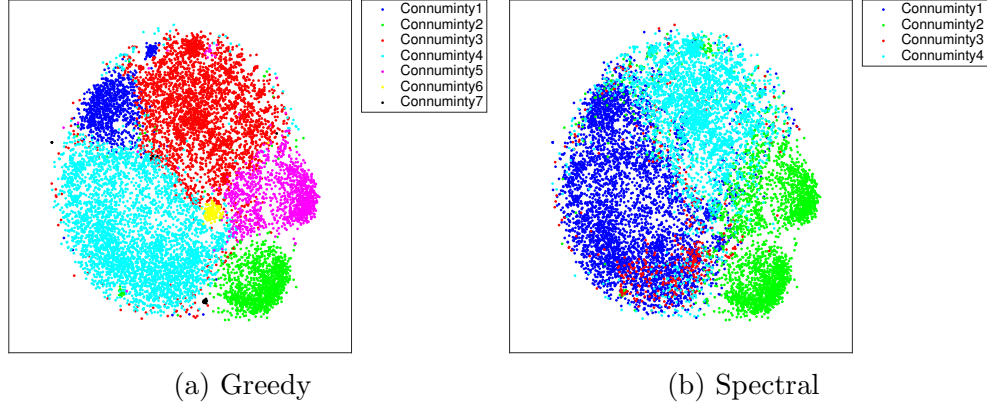 Connuminty1
Connuminty2
Connuminty3
Connuminty4
Connuminty5
Connuminty6
Connuminty7
(a) Greedy
Connuminty1
Connuminty2
Connuminty3
Connuminty4
(b) Spectral